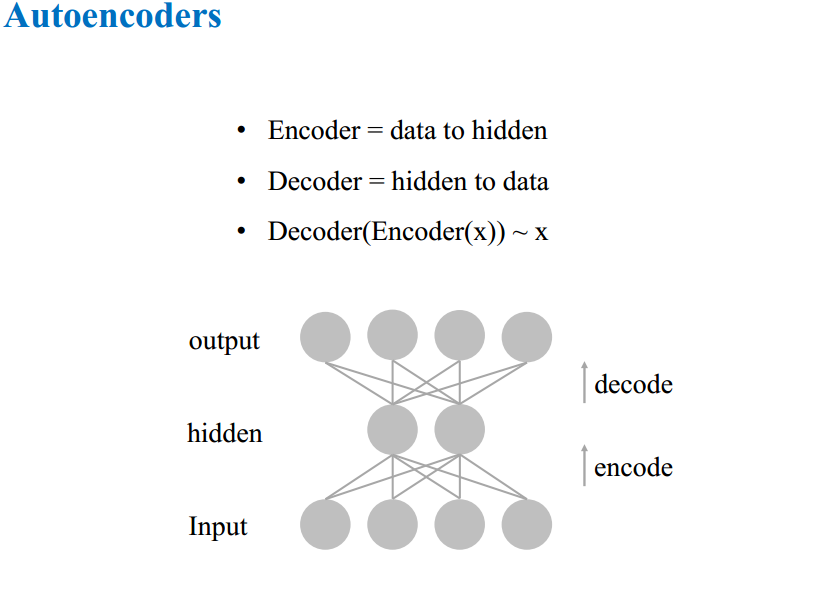 Autoencoders
• Encoder = data to hidden
• Decoder = hidden to data
• Decoder(Encoder(x)) ~ x
output
decode
hidden
encode
Input